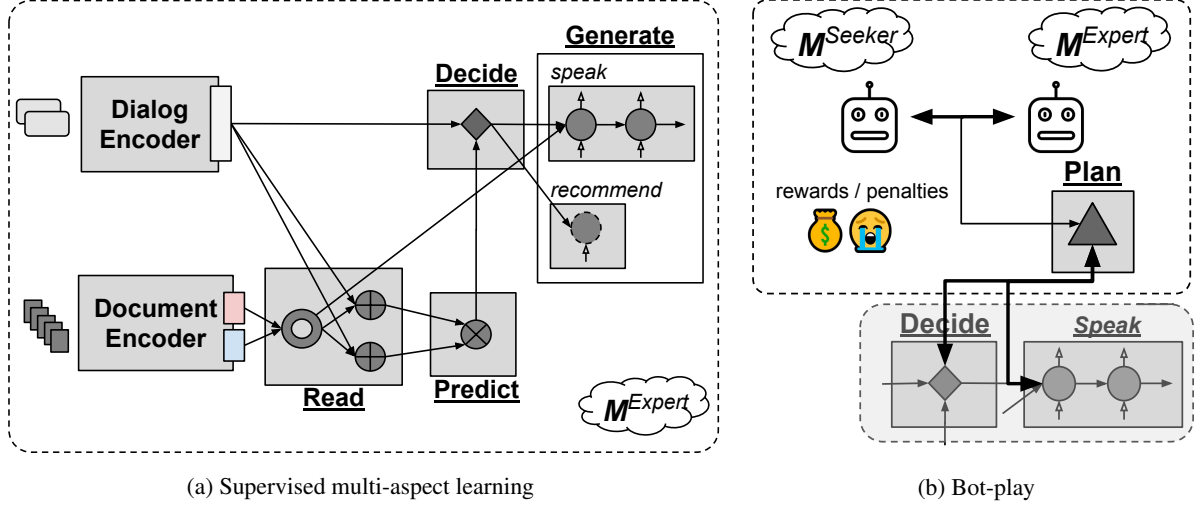 Generate
Decide
speak
Dialog
Encoder
recommend
Document
Encoder
Read
Predict
M^Expert
(a) Supervised multi-aspect learning
M^Seeker
M^Expert
Plan
rewards / penalties
$
Decide
Speak
(b) Bot-play